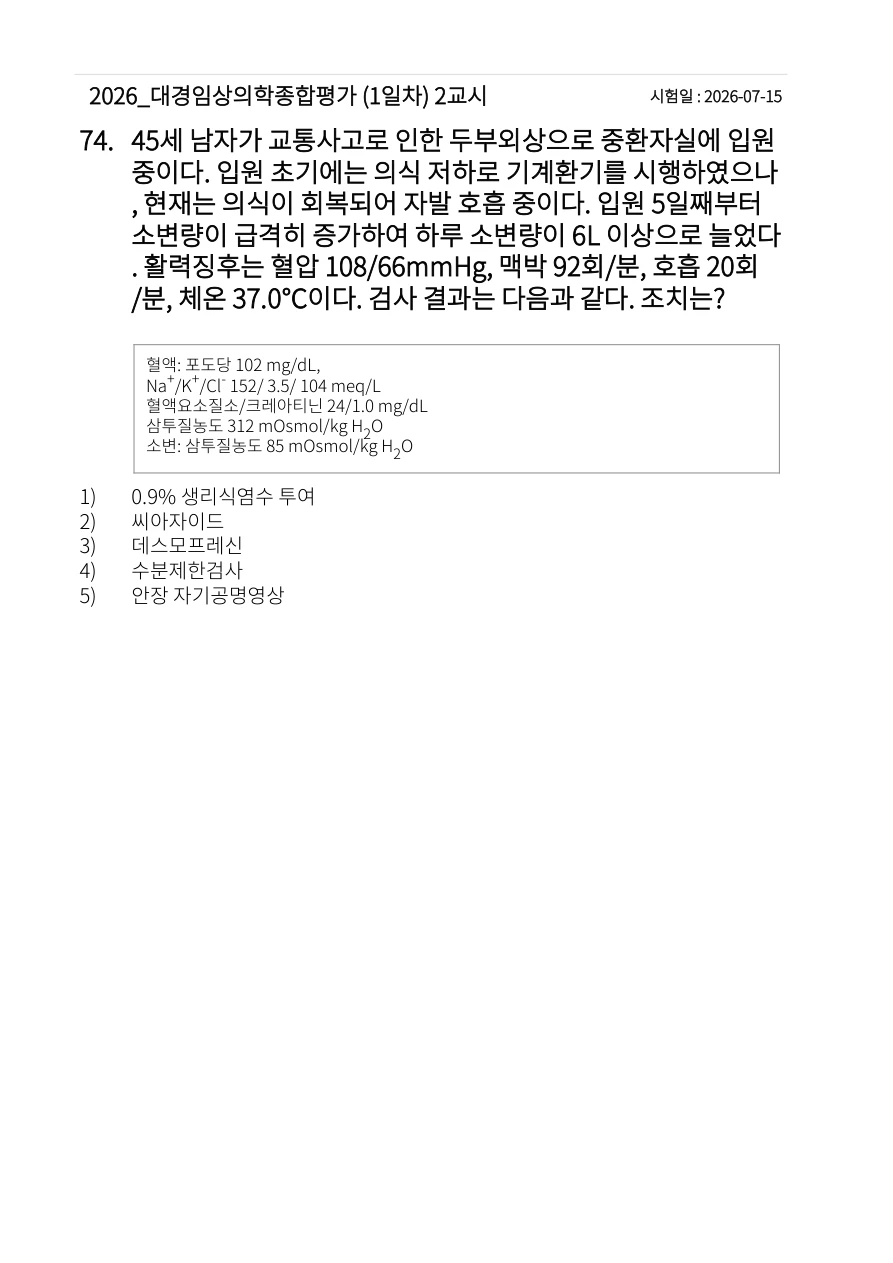 2026_대경임상의학종합평가 (1일차) 2교시
시험일 : 2026-07-15
74. 45세 남자가 교통사고로 인한 두부외상으로 중환자실에 입원
중이다. 입원 초기에는 의식 저하로 기계환기를 시행하였으나
, 현재는 의식이 회복되어 자발 호흡 중이다. 입원 5일째부터
소변량이 급격히 증가하여 하루 소변량이 6L 이상으로 늘었다
. 활력징후는 혈압 108/66mmHg, 맥박 92회/분, 호흡 20회
/분, 체온 37.0°C이다. 검사 결과는 다음과 같다. 조치는?
혈액: 포도당 102 mg/dL,
Na⁺/K⁺/Cl⁻ 152/ 3.5/ 104 meq/L
혈액요소질소/크레아티닌 24/1.0 mg/dL
삼투질농도 312 mOsmol/kg H₂O
소변: 삼투질농도 85 mOsmol/kg H₂O
1) 0.9% 생리식염수 투여
2) 씨아자이드
3) 데스모프레신
4) 수분제한검사
5) 안장 자기공명영상